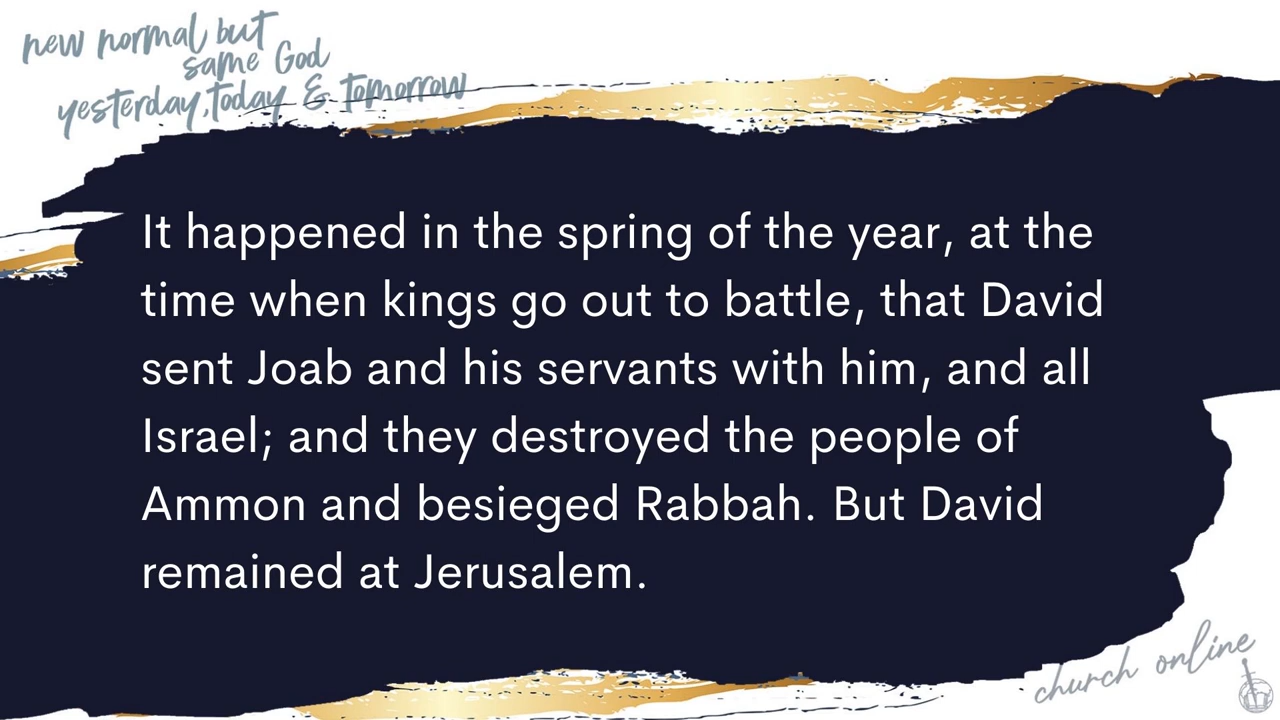 new normal but
same God
yesterday, today & tomorrow
It happened in the spring of the year, at the
time when kings go out to battle, that David
sent Joab and his servants with him, and all
Israel; and they destroyed the people of
Ammon and besieged Rabbah. But David
remained at Jerusalem.
church online